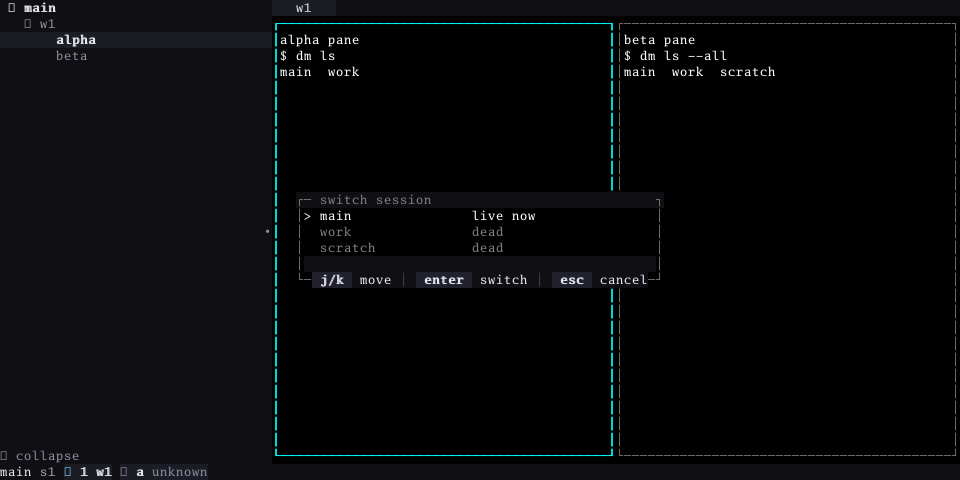 main
w1
alpha
beta
w1
alpha pane
$ dm ls
main  work
beta pane
$ dm ls --all
main  work  scratch
switch session
> main  live now
work  dead
scratch  dead
j/k move │ enter switch │ esc cancel
collapse
main s1 1 w1 a unknown